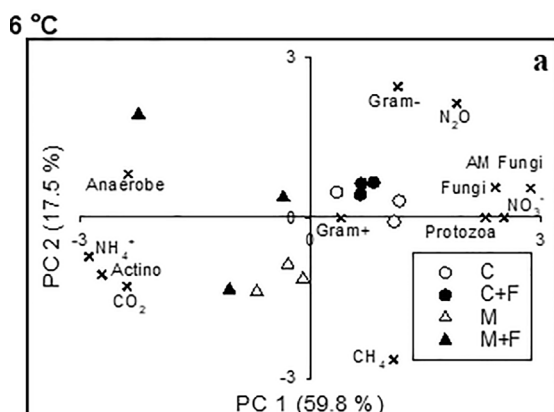 6 °C
a
3
Gram-
N₂O
AM Fungi
Anaerobe
Fungi
NO₃⁻
PC 2 (17.5 %)
-3
0
0
3
Gram+
Protozoa
NH₄⁺
Actino
CO₂
C
C+F
M
M+F
CH₄
-3
PC 1 (59.8 %)